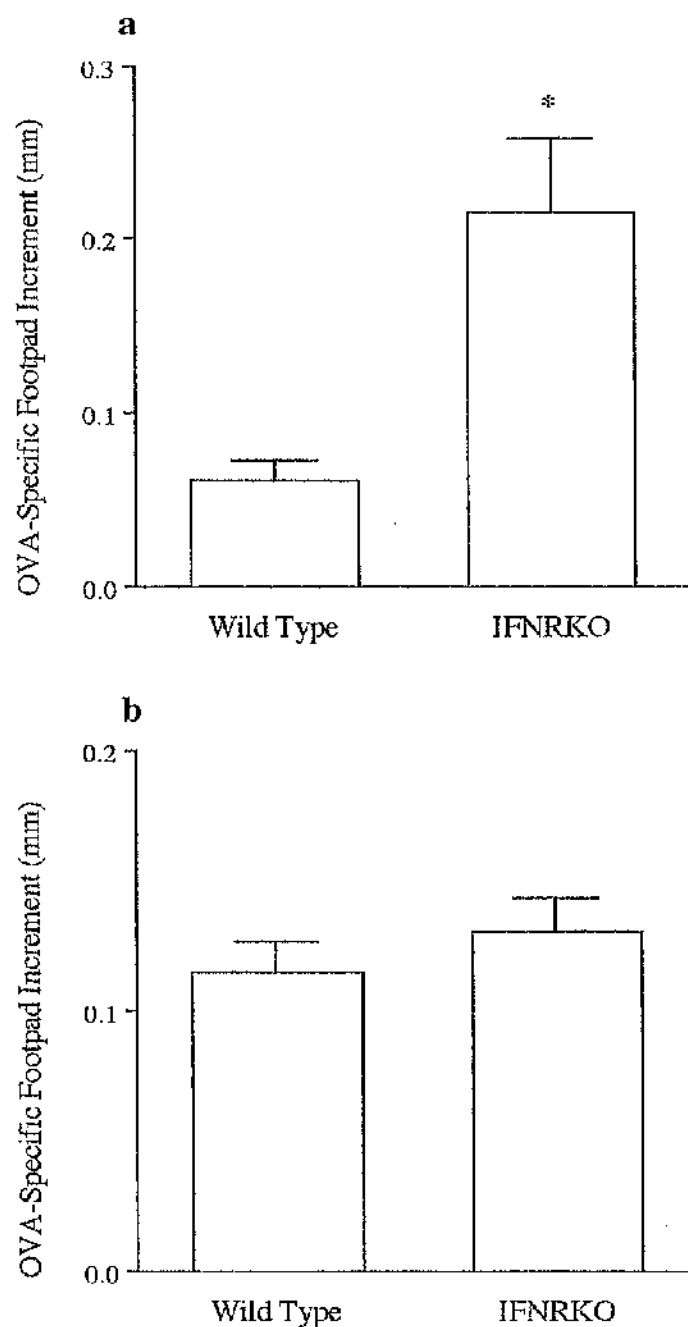 a
OVA-Specific Footpad Increment (mm)
0.3
0.2
0.1
0.0
*
Wild Type IFNRKO
b
OVA-Specific Footpad Increment (mm)
0.2
0.1
0.0
Wild Type IFNRKO